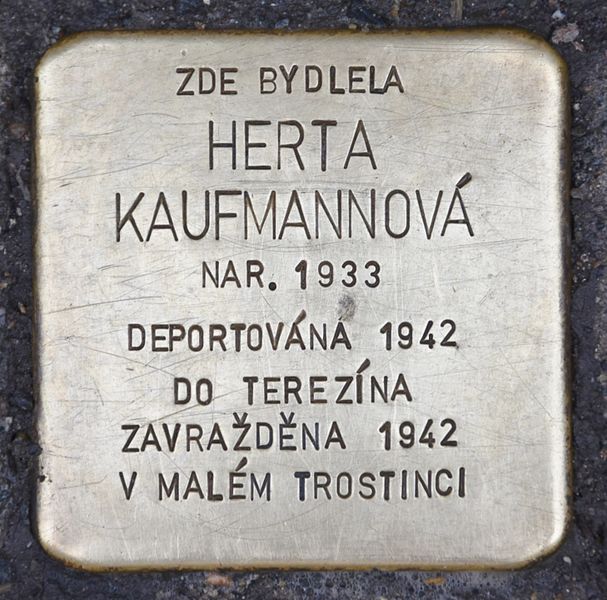 ZDE BYDLELA
HERTA
KAUFMANNOVÁ
NAR. 1933
DEPORTOVÁNA 1942
DO TEREZÍNA
ZAVRAŽDĚNA 1942
V MALÉM TROSTINCI